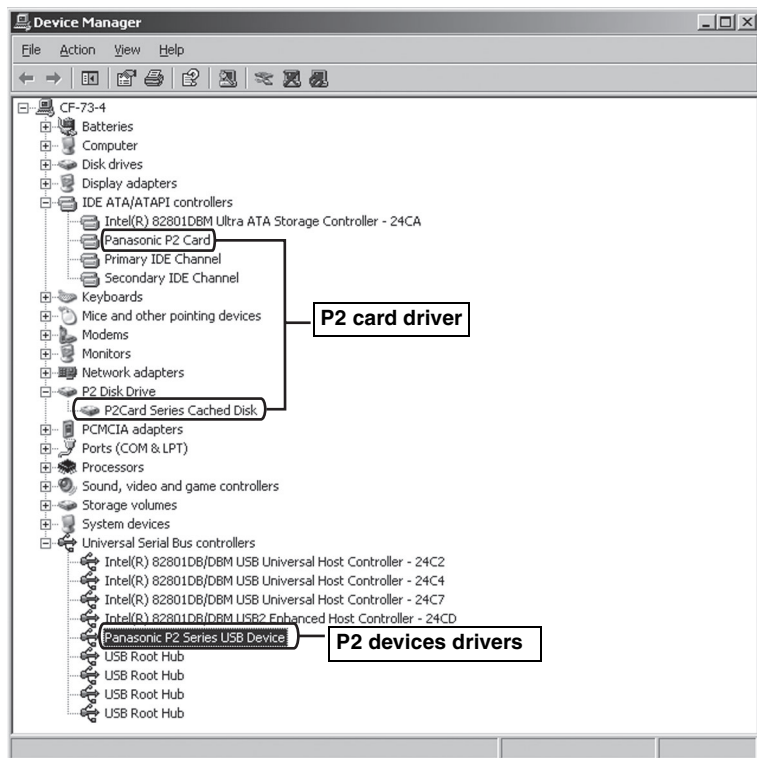 Device Manager
File Action View Help
CF-73-4
Batteries
Computer
Disk drives
Display adapters
IDE ATA/ATAPI controllers
Intel(R) 82801DBM Ultra ATA Storage Controller - 24CA
Panasonic P2 Card
Primary IDE Channel
Secondary IDE Channel
Keyboards
Mice and other pointing devices
P2 card driver
Modems
Monitors
Network adapters
P2 Disk Drive
P2Card Series Cached Disk
PCMCIA adapters
Ports (COM & LPT)
Processors
Sound, video and game controllers
Storage volumes
System devices
Universal Serial Bus controllers
Intel(R) 82801DB/DBM USB Universal Host Controller - 24C2
Intel(R) 82801DB/DBM USB Universal Host Controller - 24C4
Intel(R) 82801DB/DBM USB Universal Host Controller - 24C7
Intel(R) 82801DB/DBM USB2 Enhanced Host Controller - 24CD
Panasonic P2 Series USB Device
P2 devices drivers
USB Root Hub
USB Root Hub
USB Root Hub
USB Root Hub